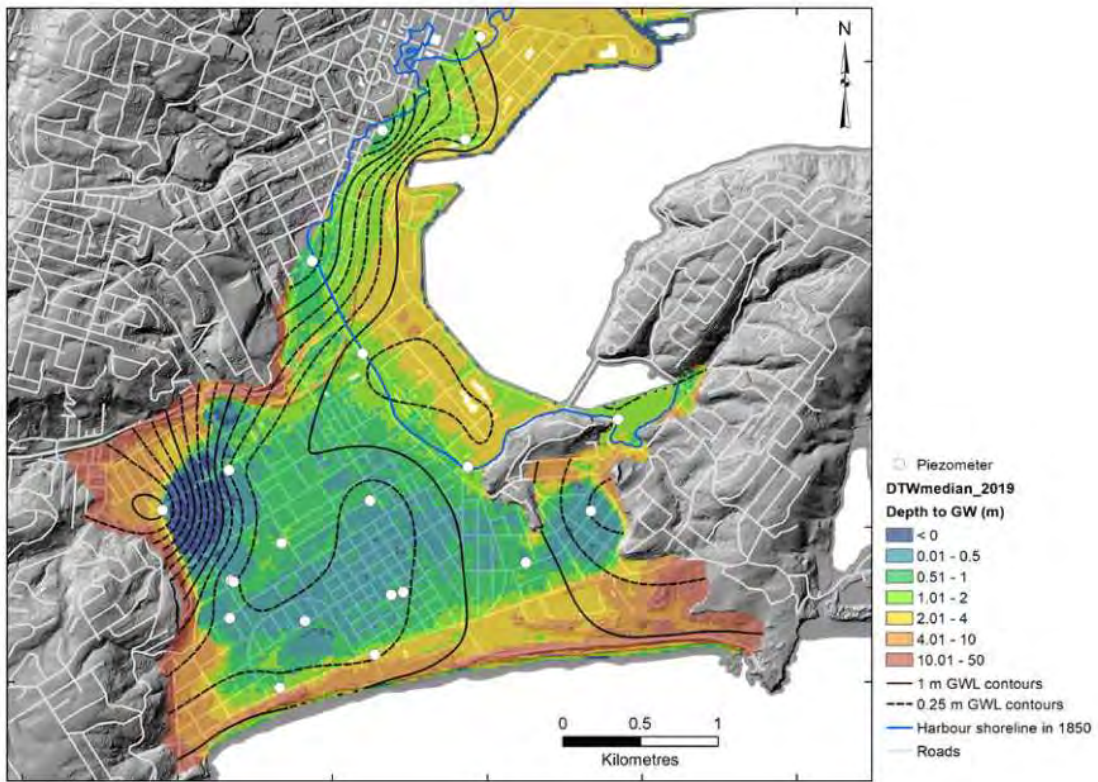 N
Piezometer
DTWmedian_2019
Depth to GW (m)
< 0
0.01 - 0.5
0.51 - 1
1.01 - 2
2.01 - 4
4.01 - 10
10.01 - 50
1 m GWL contours
0.25 m GWL contours
Harbour shoreline in 1850
Roads
0 0.5 1
Kilometres